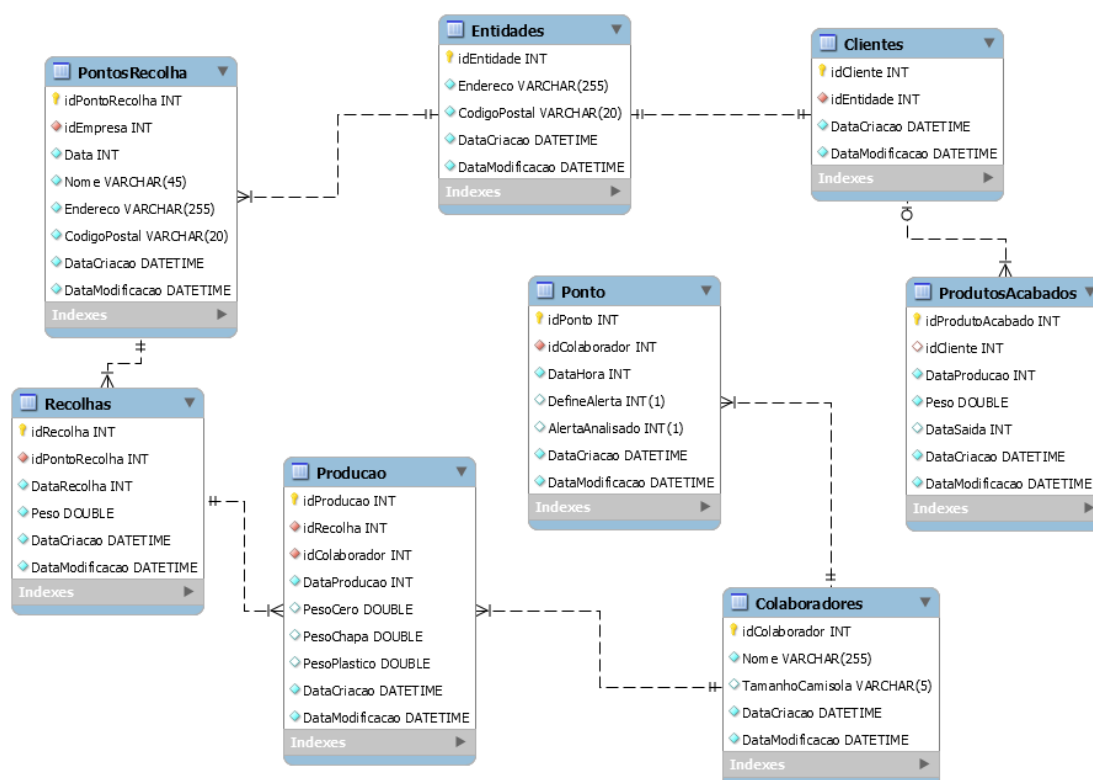 Entidades
idEntidade INT
Endereco VARCHAR(255)
CodigoPostal VARCHAR(20)
DataCriacao DATETIME
DataModificacao DATETIME
Indexes
Clientes
idCliente INT
idEntidade INT
DataCriacao DATETIME
DataModificacao DATETIME
Indexes
PontosRecolha
idPontoRecolha INT
idEmpresa INT
Data INT
Nome VARCHAR(45)
Endereco VARCHAR(255)
CodigoPostal VARCHAR(20)
DataCriacao DATETIME
DataModificacao DATETIME
Indexes
Ponto
idPonto INT
idColaborador INT
DataHora INT
DefineAlerta INT(1)
AlertaAnalisado INT(1)
DataCriacao DATETIME
DataModificacao DATETIME
Indexes
ProdutosAcabados
idProdutoAcabado INT
idCliente INT
DataProducao INT
Peso DOUBLE
DataSaida INT
DataCriacao DATETIME
DataModificacao DATETIME
Indexes
Recolhas
idRecolha INT
idPontoRecolha INT
DataRecolha INT
Peso DOUBLE
DataCriacao DATETIME
DataModificacao DATETIME
Indexes
Producao
idProducao INT
idRecolha INT
idColaborador INT
DataProducao INT
PesoCero DOUBLE
PesoChapa DOUBLE
PesoPlastico DOUBLE
DataCriacao DATETIME
DataModificacao DATETIME
Indexes
Colaboradores
idColaborador INT
Nome VARCHAR(255)
TamanhoCamisola VARCHAR(5)
DataCriacao DATETIME
DataModificacao DATETIME
Indexes